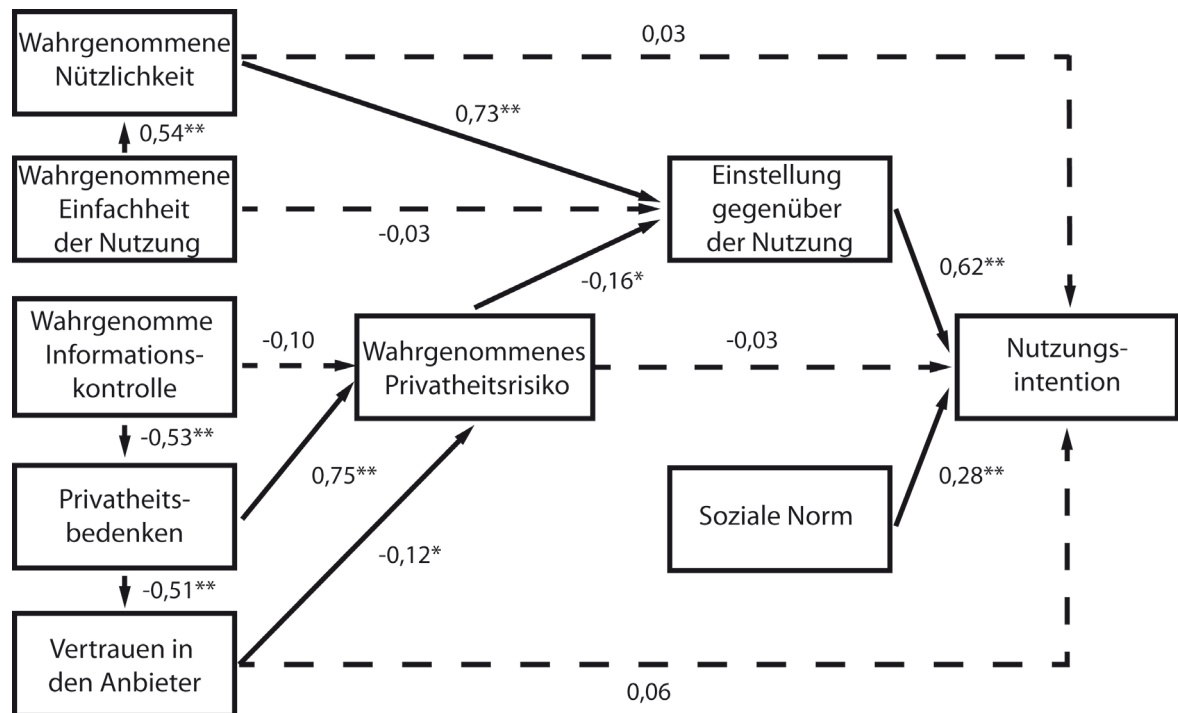 Wahrgenommene
Nützlichkeit
0,03
0,73**
0,54**
Wahrgenommene
Einfachheit
der Nutzung
-0,03
Einstellung
gegenüber
der Nutzung
-0,16*
0,62**
Wahrgenomme
Informations-
kontrolle
-0,10
Wahrgenommenes
Privatheitsrisiko
-0,03
Nutzungs-
intention
-0,53**
Privatheits-
bedenken
0,75**
-0,12*
Soziale Norm
0,28**
-0,51**
Vertrauen in
den Anbieter
0,06